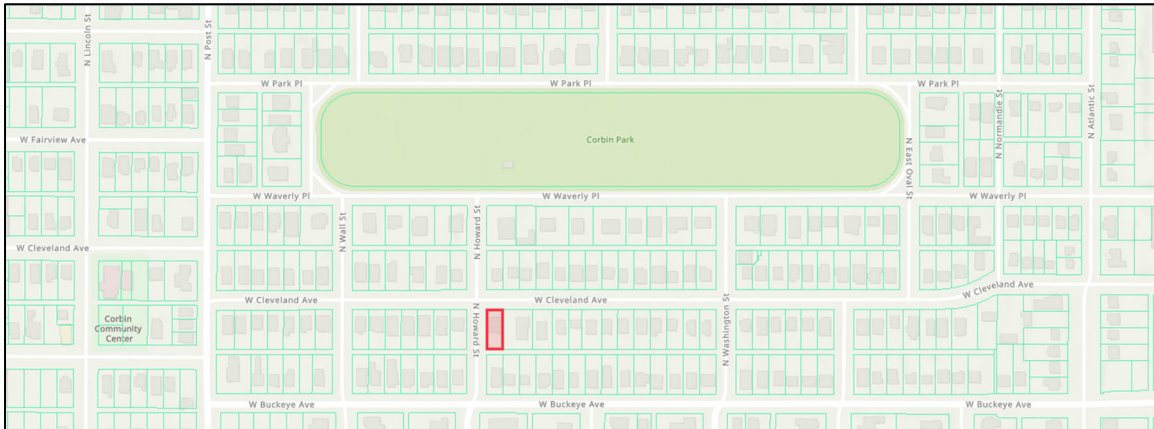 N Lincoln St
N Post St
W Park Pl
W Park Pl
W Park Pl
N Normandie St
N Atlantic St
W Fairview Ave
Corbin Park
N East Oval St
W Waverly Pl
W Waverly Pl
W Waverly Pl
N Wall St
N Howard St
W Cleveland Ave
W Cleveland Ave
W Cleveland Ave
W Cleveland Ave
N Howard St
N Washington St
Corbin
Community
Center
W Buckeye Ave
W Buckeye Ave
W Buckeye Ave